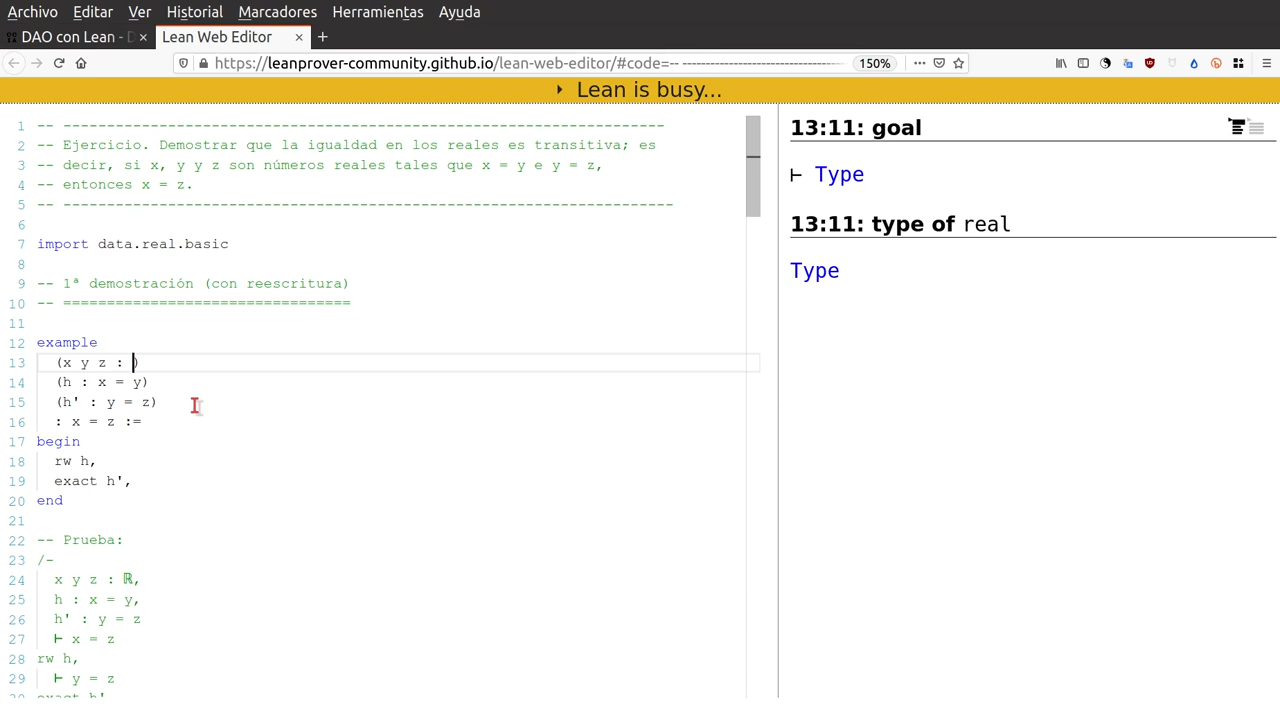 Archivo Editar Ver Historial Marcadores Herramientas Ayuda
DAO con Lean - × Lean Web Editor × +
https://leanprover-community.github.io/lean-web-editor/#code=-- ---------------------------------------- 150%
Lean is busy...
1 -- ---------------------------------------------------------------------
2 -- Ejercicio. Demostrar que la igualdad en los reales es transitiva; es
3 -- decir, si x, y y z son números reales tales que x = y e y = z,
4 -- entonces x = z.
5 -- ----------------------------------------------------------------------
6
7 import data.real.basic
8
9 -- 1ª demostración (con reescritura)
10 -- =================================
11
12 example
13 (x y z : )
14 (h : x = y)
15 (h' : y = z)
16 : x = z :=
17 begin
18 rw h,
19 exact h',
20 end
21
22 -- Prueba:
23 /-
24 x y z : ℝ,
25 h : x = y,
26 h' : y = z
27 ⊢ x = z
28 rw h,
29 ⊢ y = z
13:11: goal
⊢ Type
13:11: type of real
Type